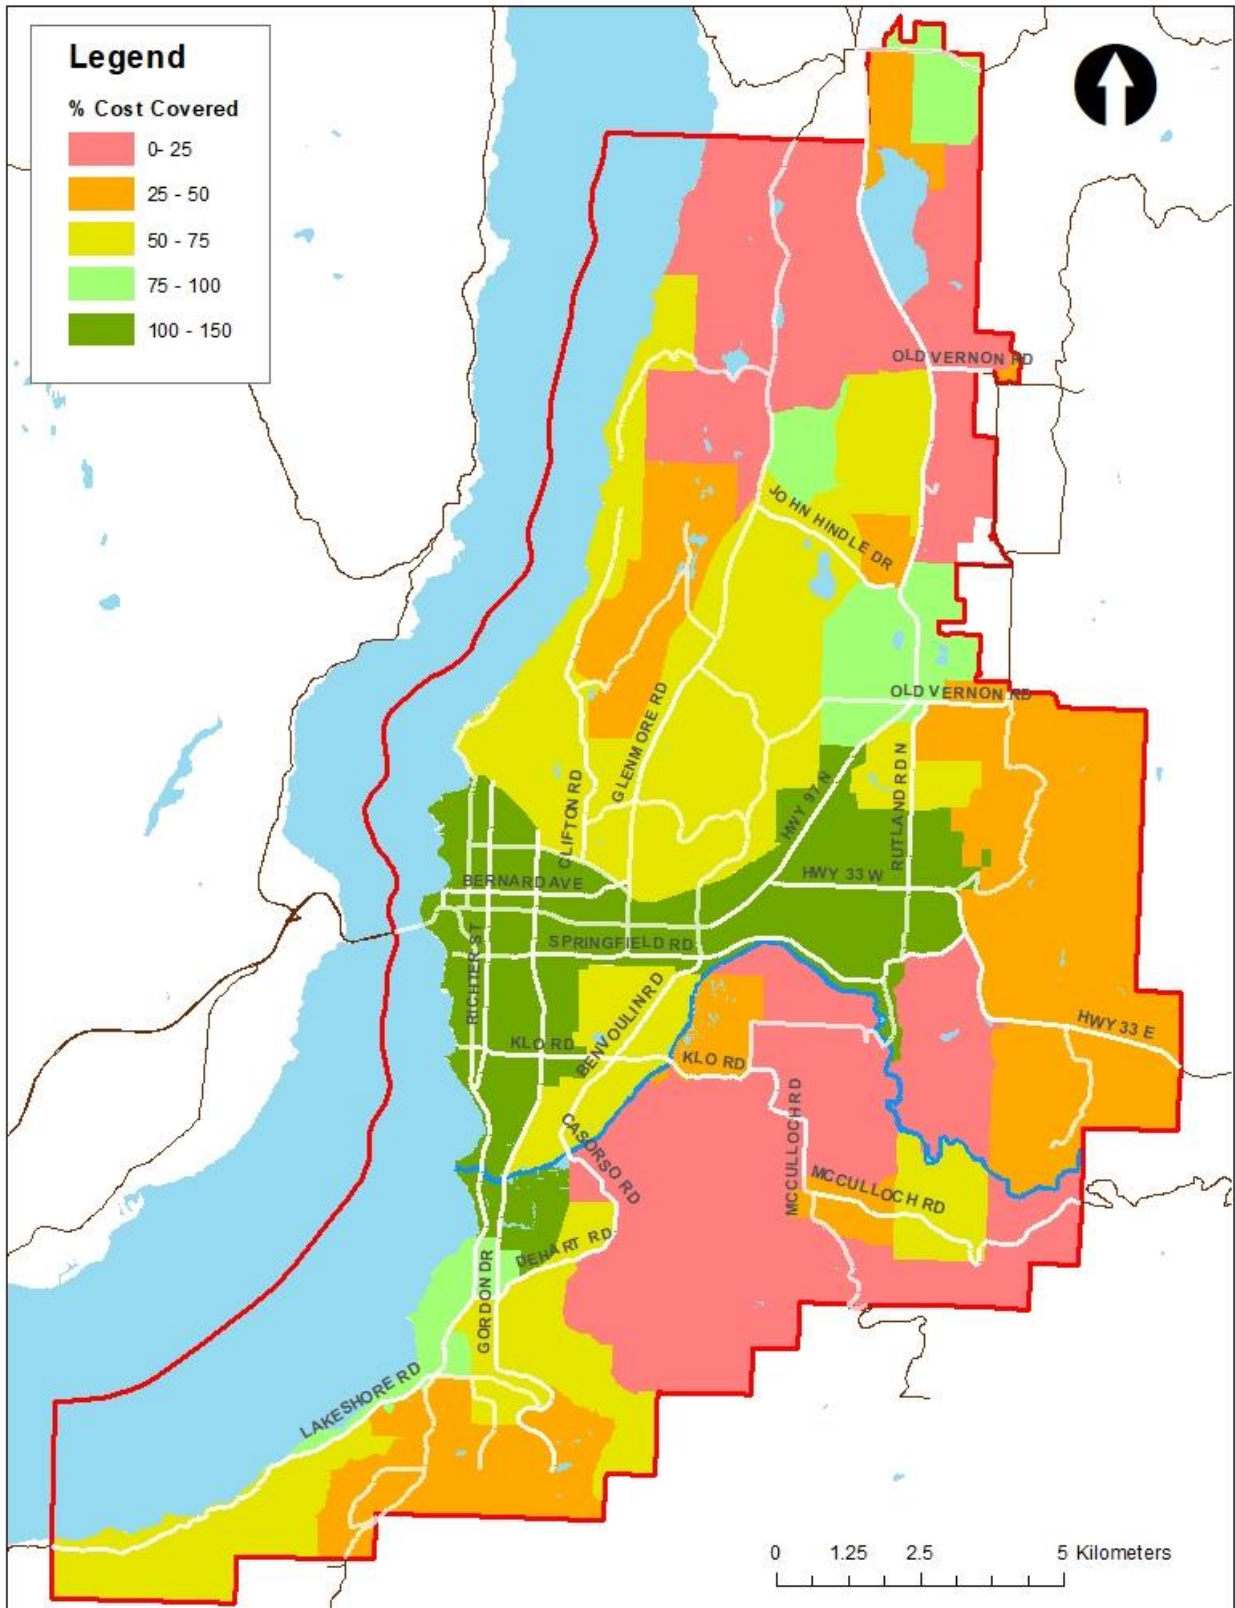 Legend
% Cost Covered
0- 25
25 - 50
50 - 75
75 - 100
100 - 150
OLD VERNON RD
JOHN HINDLE DR
OLD VERNON RD
GLENMORE RD
CLIFTON RD
HWY 97 N
RUTLAND RD N
HWY 33 W
BERNARD AVE
SPRINGFIELD RD
RICHTER ST
BENVOULIN RD
HWY 33 E
KLO RD
KLO RD
CASORSO RD
MCCULLOCH RD
MCCULLOCH RD
DEHART RD
GORDON DR
LAKESHORE RD
0 1.25 2.5 5 Kilometers